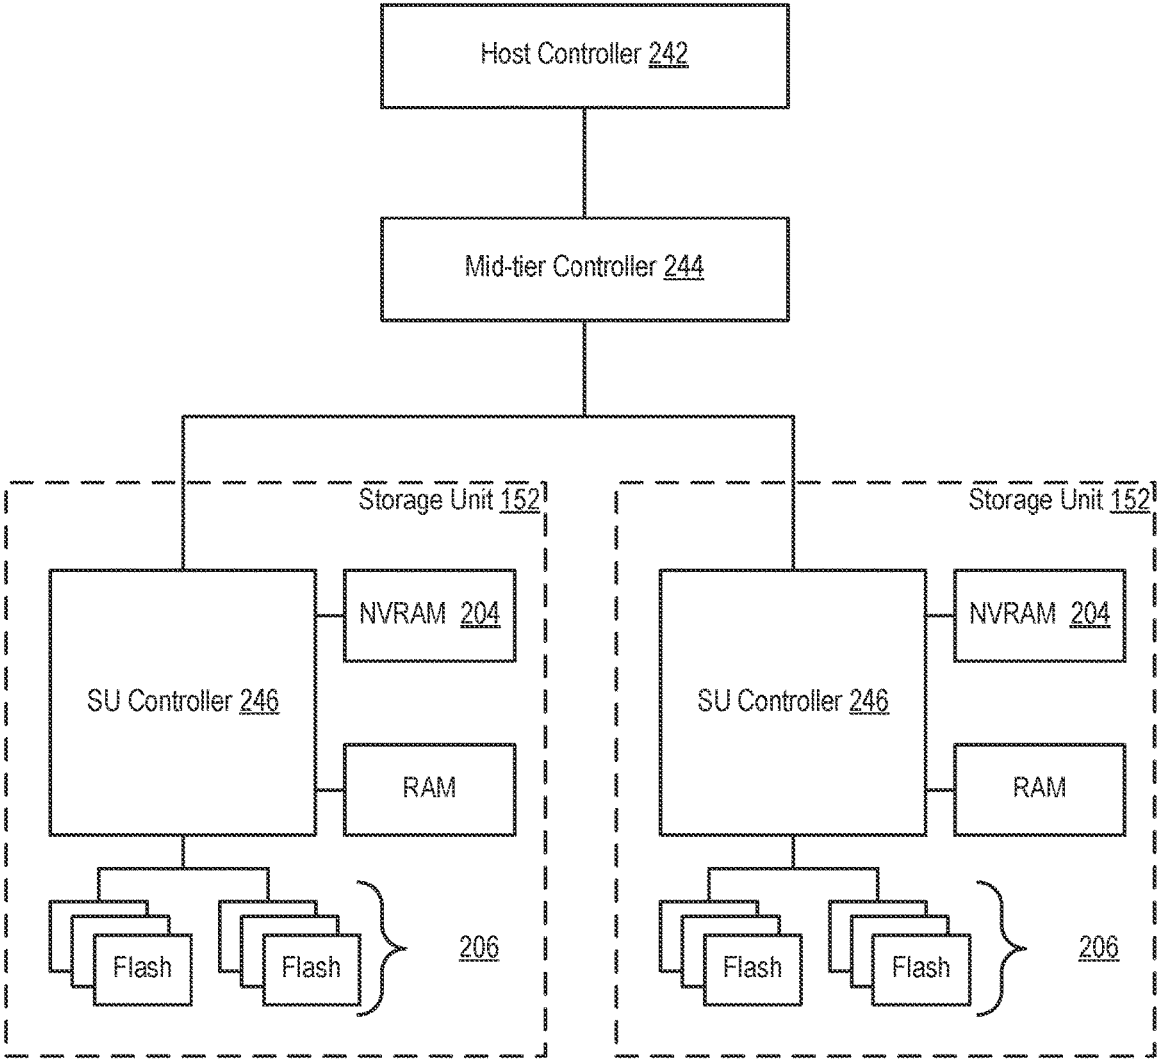 Host Controller 242
Mid-tier Controller 244
Storage Unit 152
NVRAM 204
SU Controller 246
RAM
Flash
Flash
206
Storage Unit 152
NVRAM 204
SU Controller 246
RAM
Flash
Flash
206